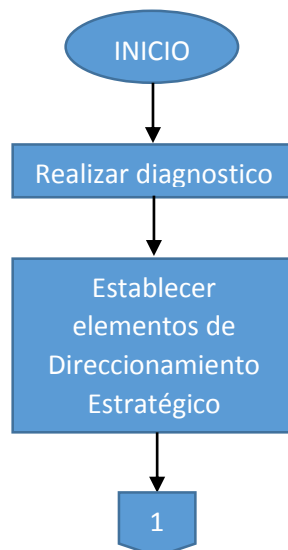 INICIO
Realizar diagnostico
Establecer
elementos de
Direccionamiento
Estratégico
1